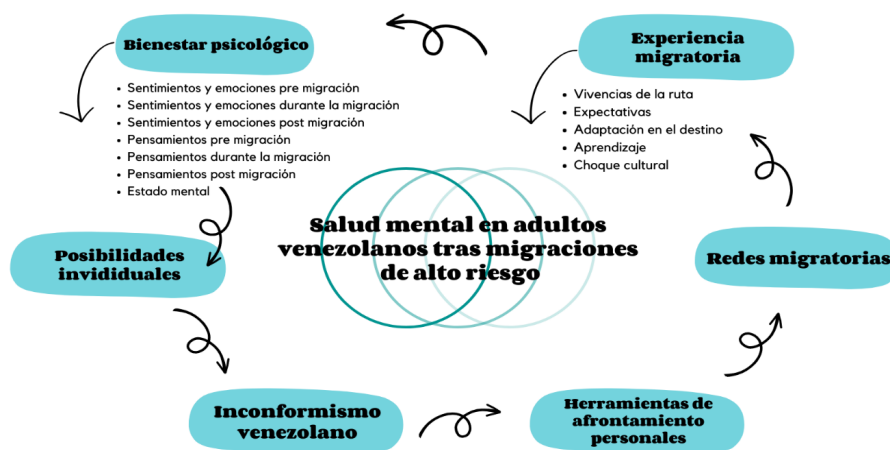 Bienestar psicológico
Sentimientos y emociones pre migración
Sentimientos y emociones durante la migración
Sentimientos y emociones post migración
Pensamientos pre migración
Pensamientos durante la migración
Pensamientos post migración
Estado mental
Experiencia
migratoria
Vivencias de la ruta
Expectativas
Adaptación en el destino
Aprendizaje
Choque cultural
Salud mental en adultos
venezolanos tras migraciones
de alto riesgo
Posibilidades
invididuales
Redes migratorias
Inconformismo
venezolano
Herramientas de
afrontamiento
personales